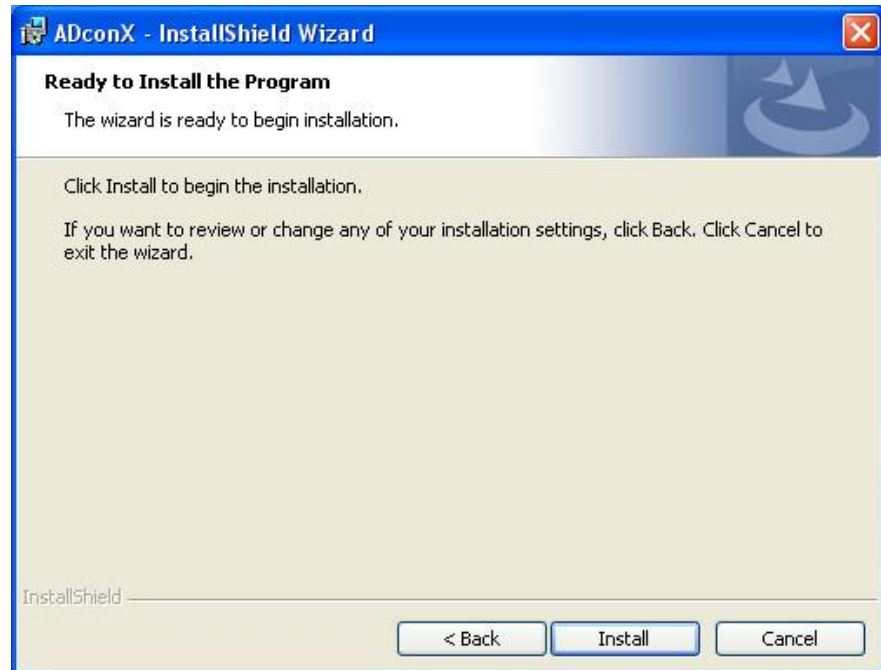 ADconX - InstallShield Wizard
Ready to Install the Program
The wizard is ready to begin installation.
Click Install to begin the installation.
If you want to review or change any of your installation settings, click Back. Click Cancel to
exit the wizard.
InstallShield
< Back Install Cancel